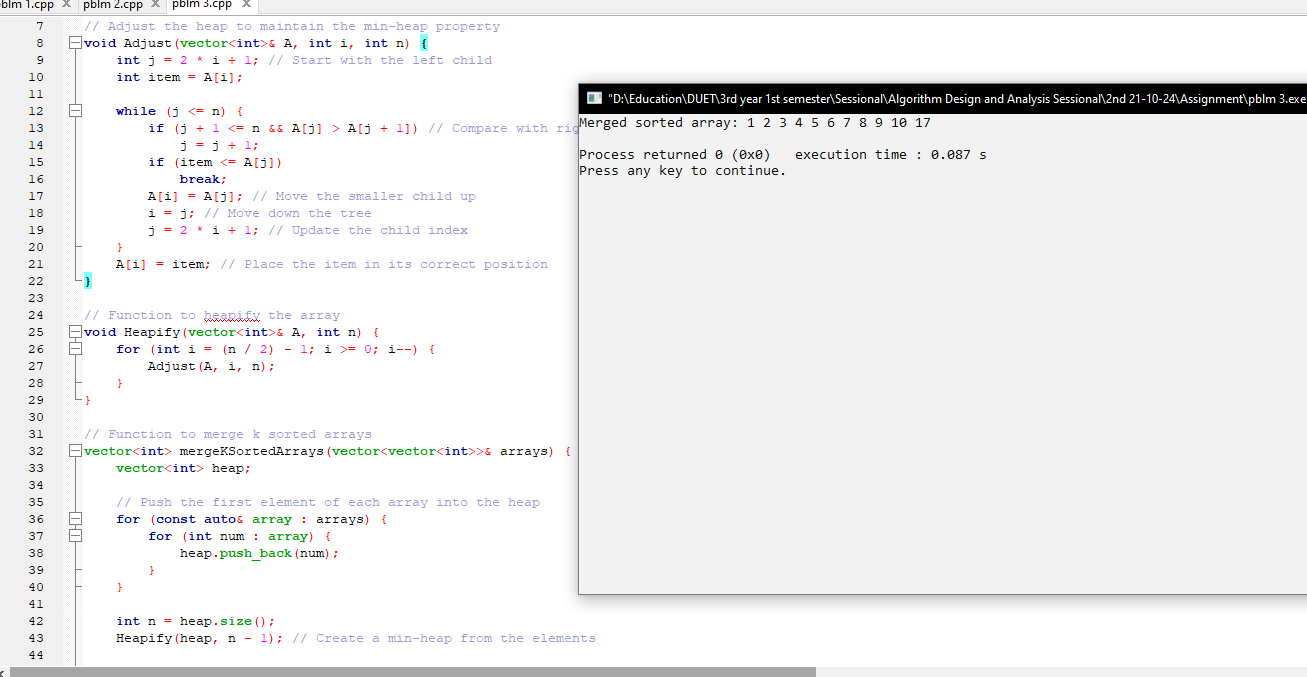 blm 1.cpp X pblm 2.cpp X pblm 3.cpp X
7 // Adjust the heap to maintain the min-heap property
8 void Adjust(vector<int>& A, int i, int n) {
9 int j = 2 * i + 1; // Start with the left child
10 int item = A[i];
11
12 while (j <= n) {
13 if (j + 1 <= n && A[j] > A[j + 1]) // Compare with rig
14 j = j + 1;
15 if (item <= A[j])
16 break;
17 A[i] = A[j]; // Move the smaller child up
18 i = j; // Move down the tree
19 j = 2 * i + 1; // Update the child index
20 }
21 A[i] = item; // Place the item in its correct position
22 }
23
24 // Function to heapify the array
25 void Heapify(vector<int>& A, int n) {
26 for (int i = (n / 2) - 1; i >= 0; i--) {
27 Adjust(A, i, n);
28 }
29 }
30
31 // Function to merge k sorted arrays
32 vector<int> mergeKSortedArrays(vector<vector<int>>& arrays) {
33 vector<int> heap;
34
35 // Push the first element of each array into the heap
36 for (const auto& array : arrays) {
37 for (int num : array) {
38 heap.push_back(num);
39 }
40 }
41
42 int n = heap.size();
43 Heapify(heap, n - 1); // Create a min-heap from the elements
44
"D:\Education\DUET\3rd year 1st semester\Sessional\Algorithm Design and Analysis Sessional\2nd 21-10-24\Assignment\pblm 3.exe
Merged sorted array: 1 2 3 4 5 6 7 8 9 10 17
Process returned 0 (0x0) execution time : 0.087 s
Press any key to continue.